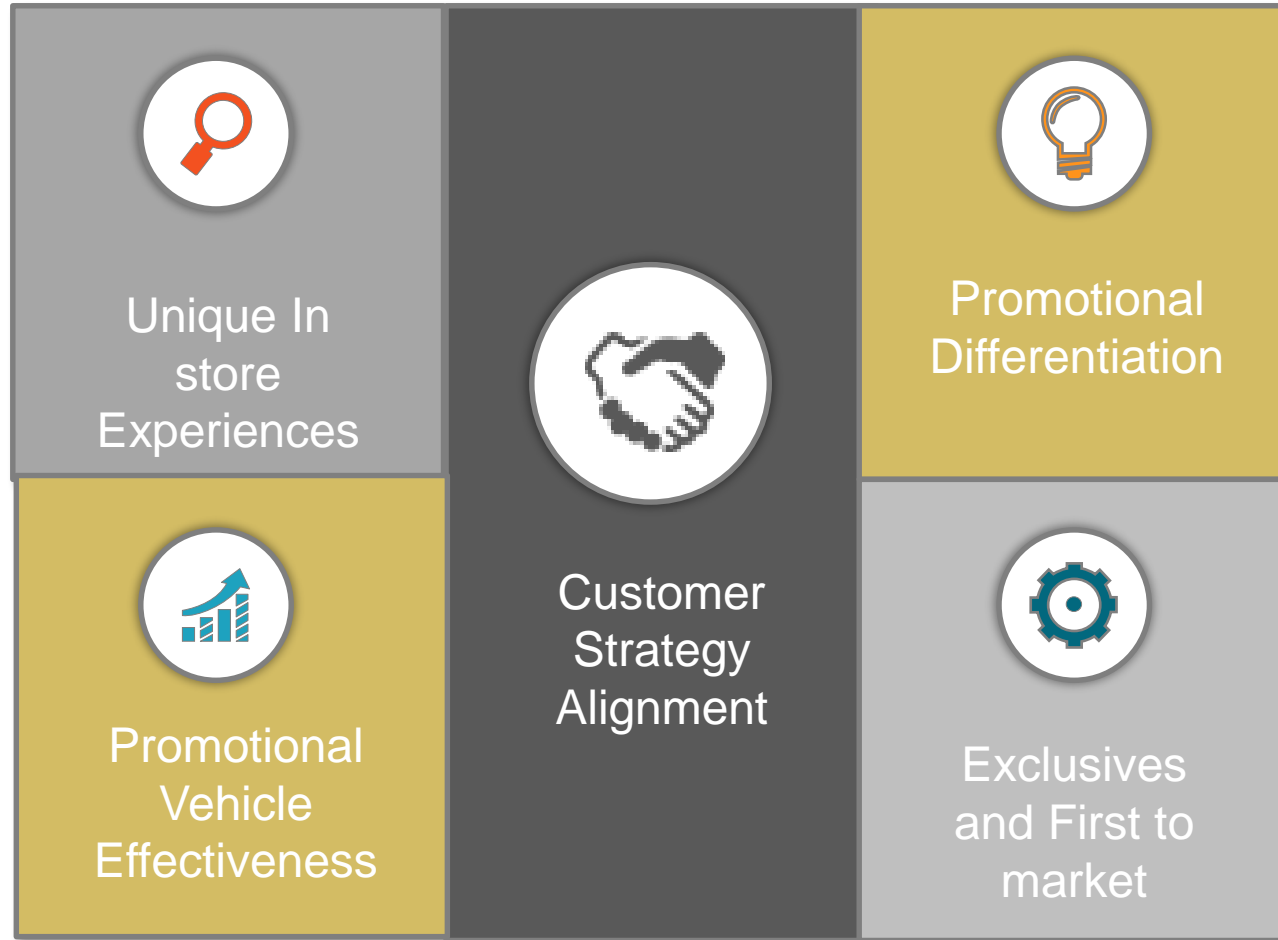 Unique In
store
Experiences
Promotional
Vehicle
Effectiveness
Customer
Strategy
Alignment
Promotional
Differentiation
Exclusives
and First to
market